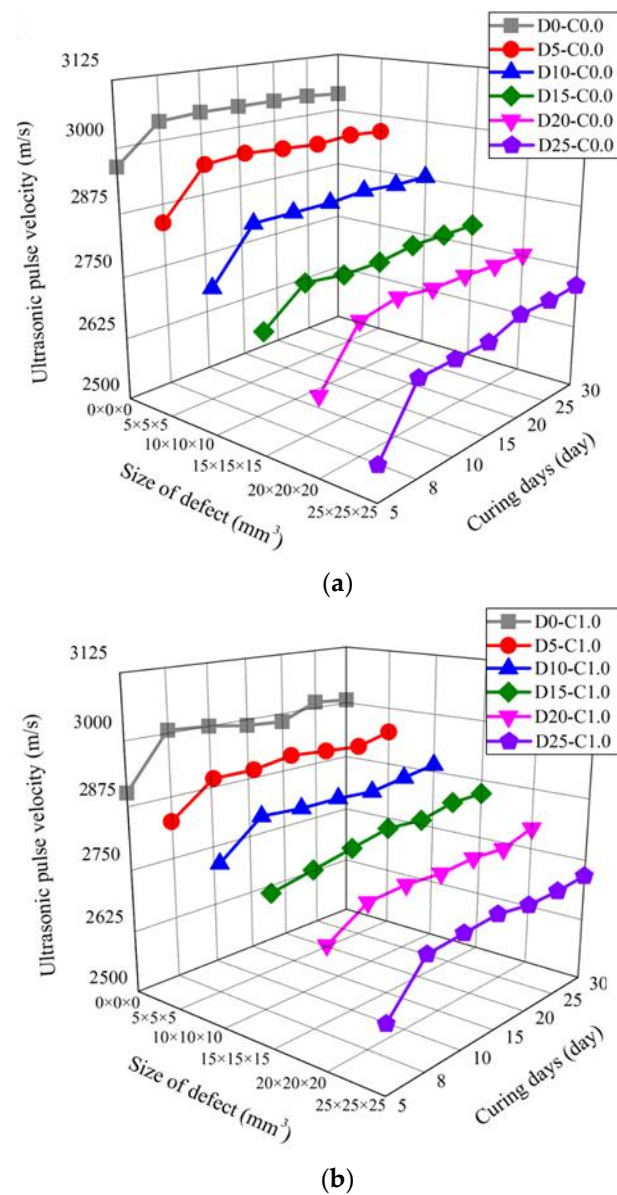 D0-C0.0
D5-C0.0
D10-C0.0
D15-C0.0
D20-C0.0
D25-C0.0
3125
3000
2875
2750
2625
2500
Ultrasonic pulse velocity (m/s)
0×0×0
5×5×5
10×10×10
15×15×15
20×20×20
25×25×25
Size of defect (mm³)
5
8
10
15
20
25
30
Curing days (day)
(a)
D0-C1.0
D5-C1.0
D10-C1.0
D15-C1.0
D20-C1.0
D25-C1.0
3125
3000
2875
2750
2625
2500
Ultrasonic pulse velocity (m/s)
0×0×0
5×5×5
10×10×10
15×15×15
20×20×20
25×25×25
Size of defect (mm³)
5
8
10
15
20
25
30
Curing days (day)
(b)